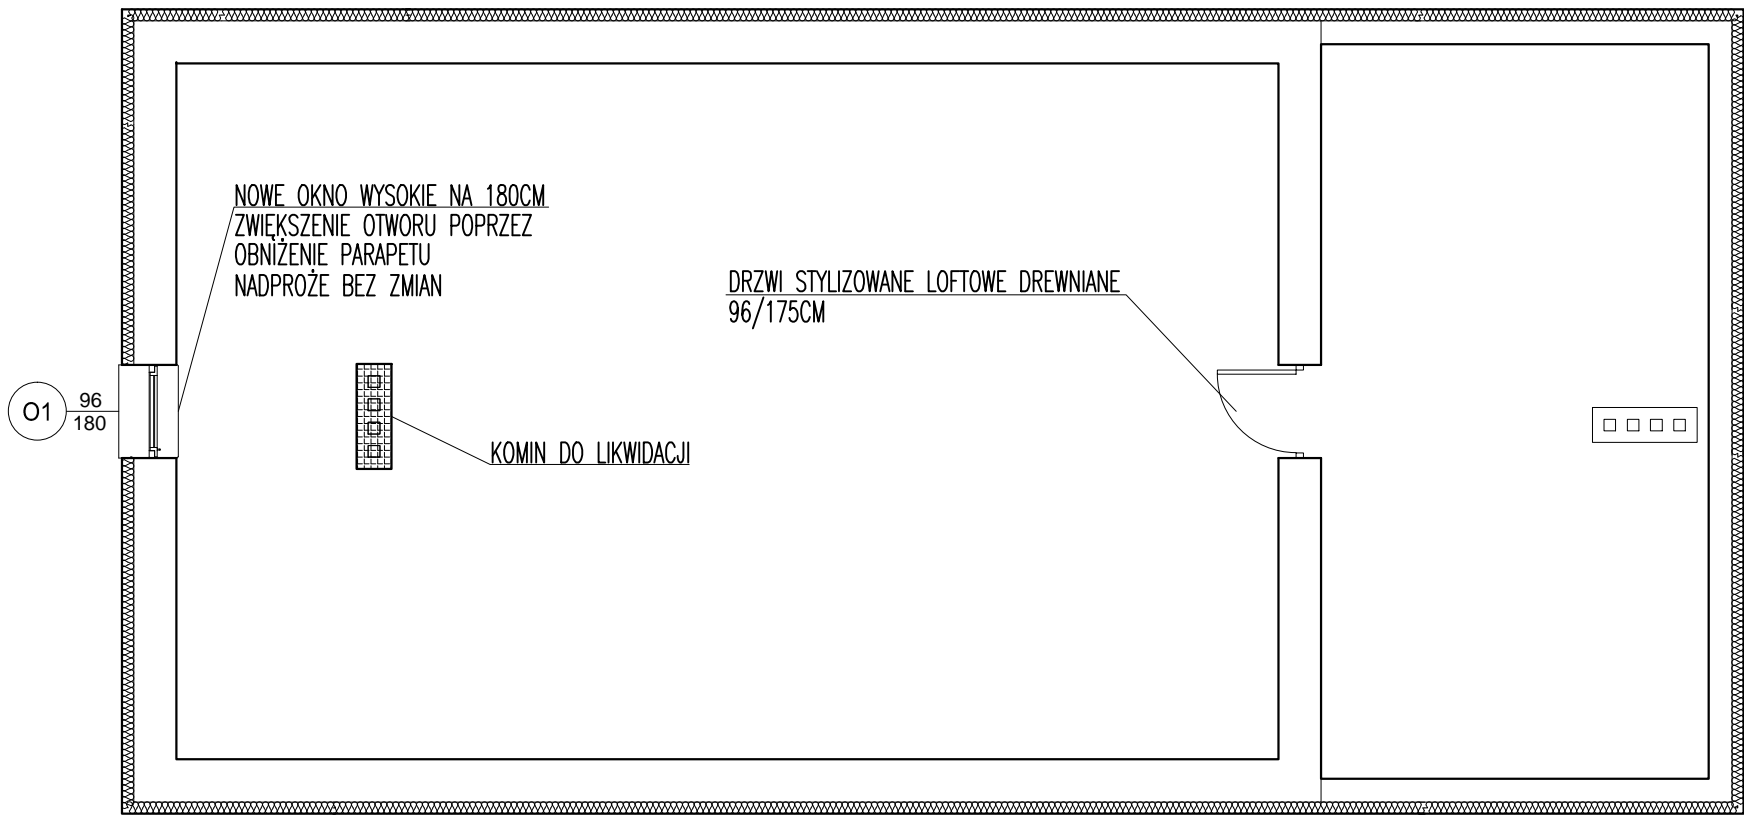 NOWE OKNO WYSOKIE NA 180CM
ZWIĘKSZENIE OTWORU POPRZEZ
OBNIŻENIE PARAPETU
NADPROŻE BEZ ZMIAN
DRZWI STYLIZOWANE LOFTOWE DREWNIANE
96/175CM
O1
96
180
KOMIN DO LIKWIDACJI